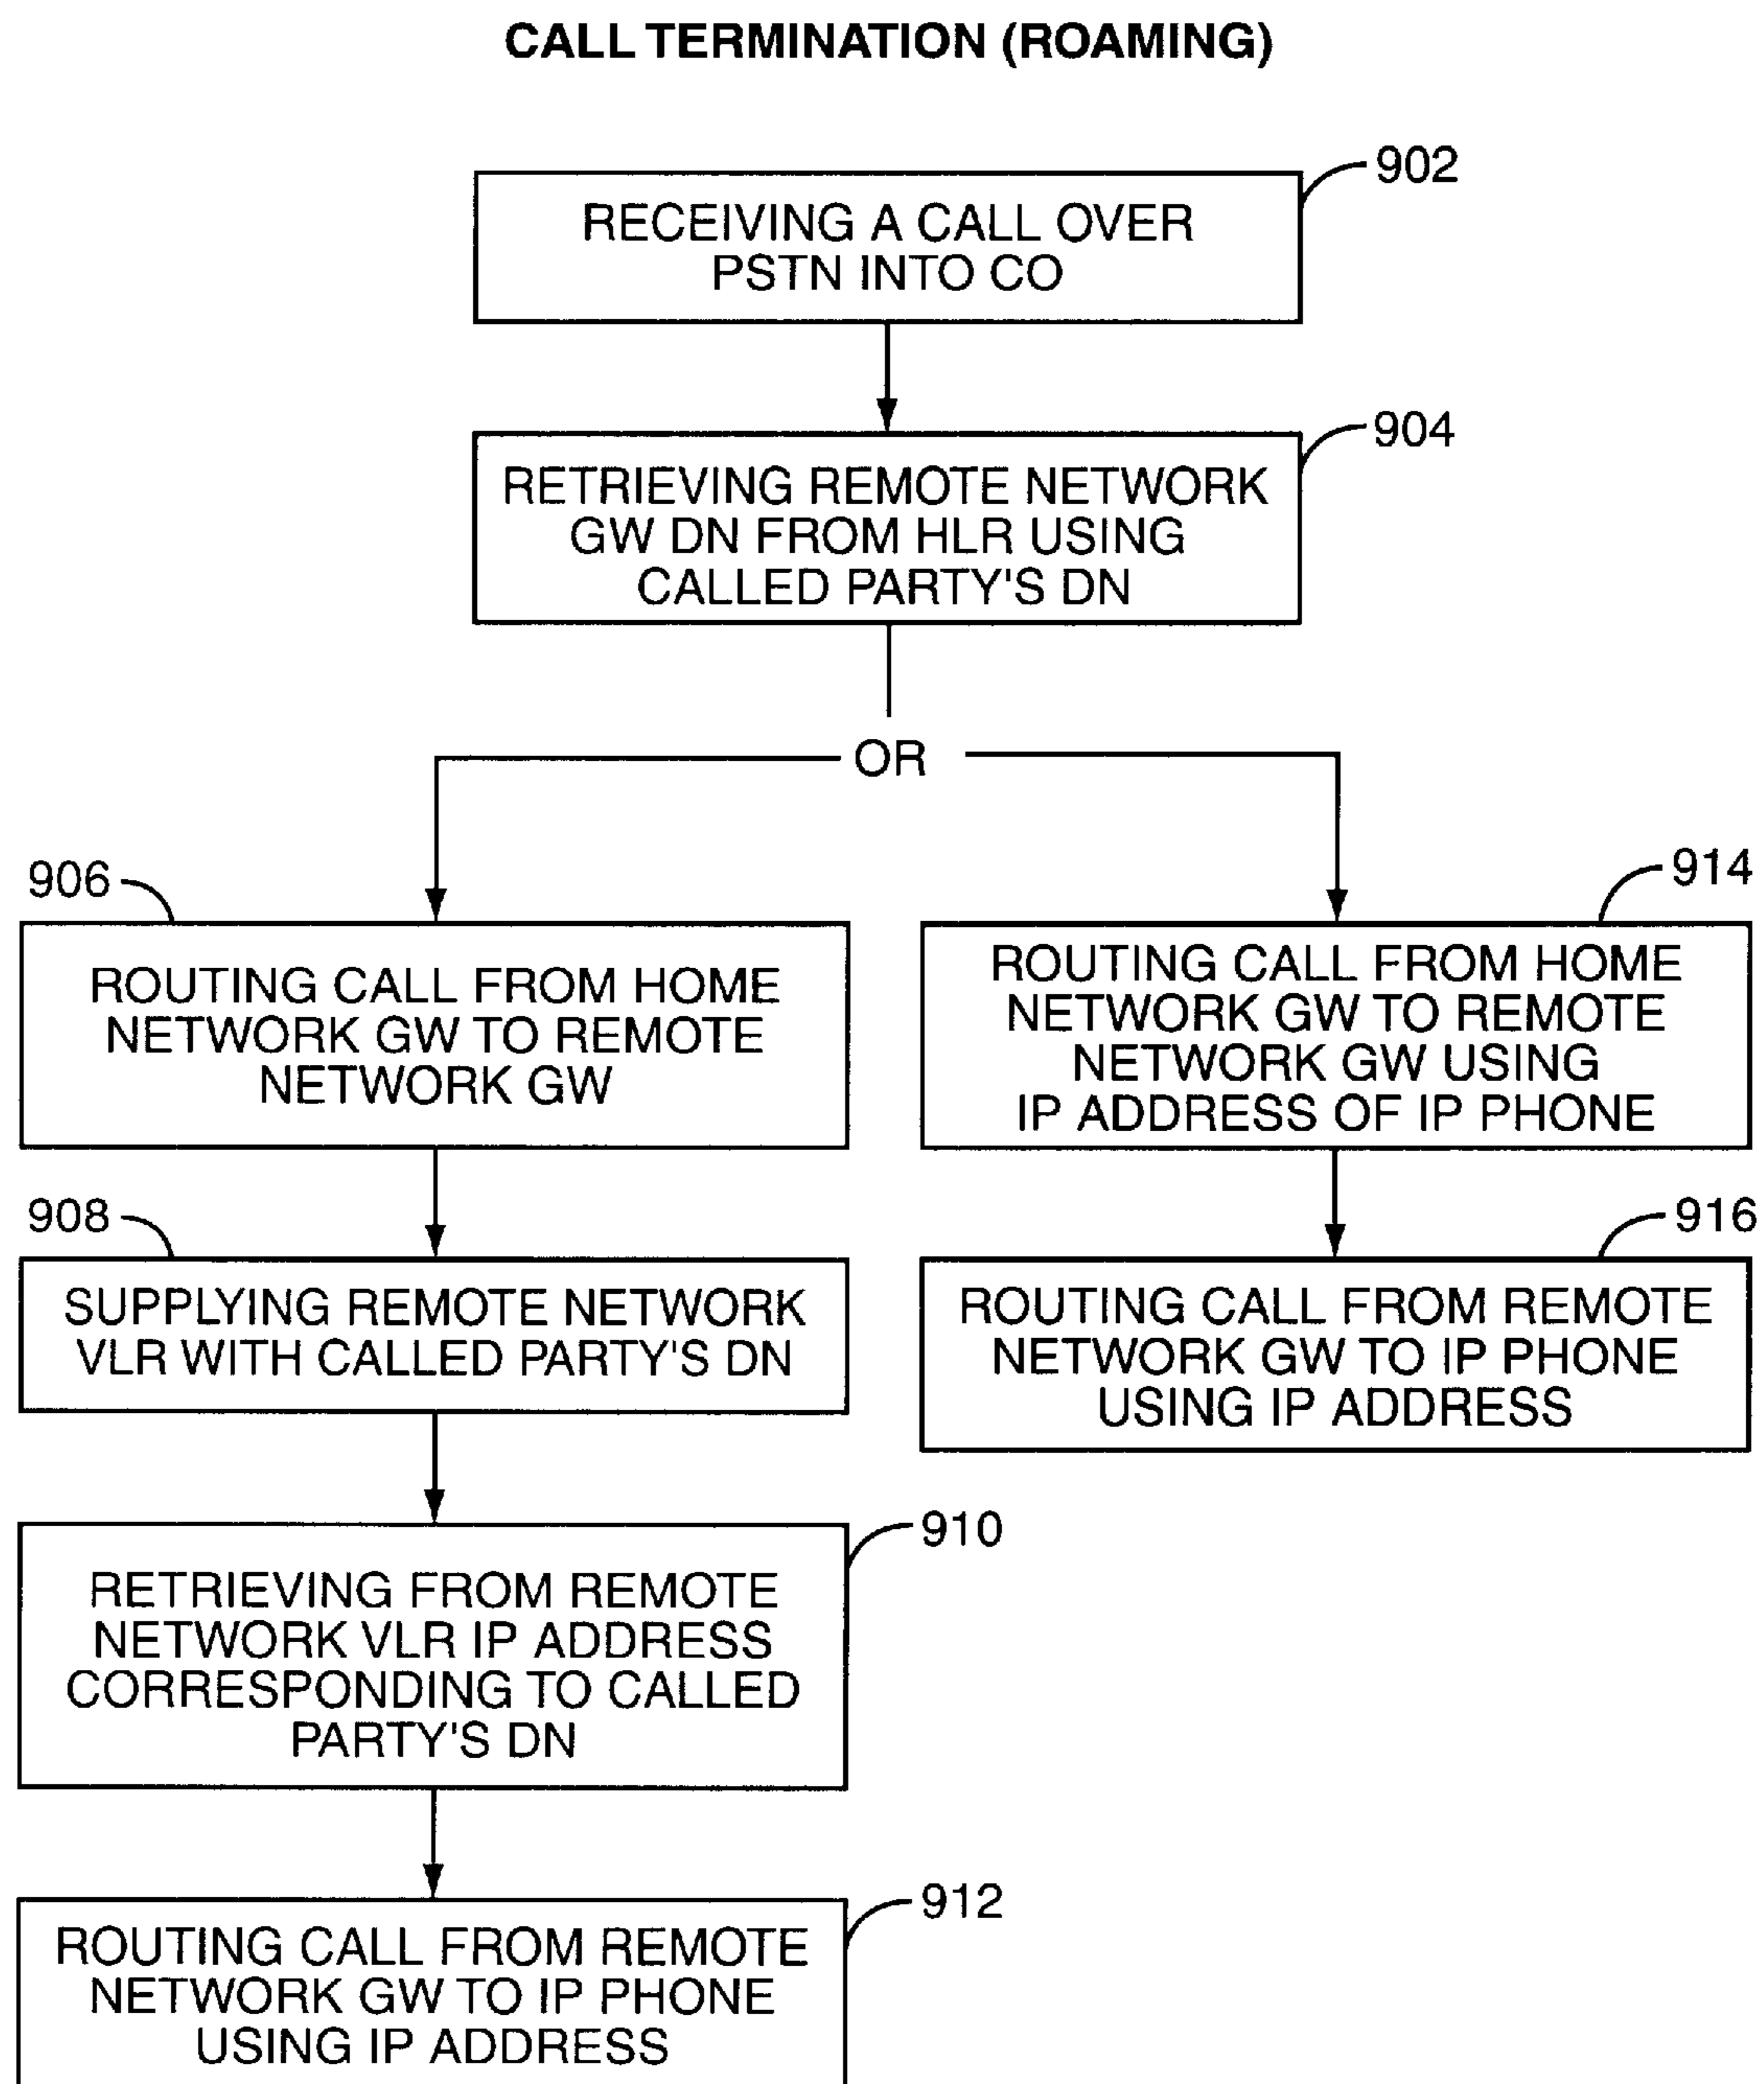 CALL TERMINATION (ROAMING)
902
RECEIVING A CALL OVER
PSTN INTO CO
904
RETRIEVING REMOTE NETWORK
GW DN FROM HLR USING
CALLED PARTY'S DN
OR
906
ROUTING CALL FROM HOME
NETWORK GW TO REMOTE
NETWORK GW
908
SUPPLYING REMOTE NETWORK
VLR WITH CALLED PARTY'S DN
910
RETRIEVING FROM REMOTE
NETWORK VLR IP ADDRESS
CORRESPONDING TO CALLED
PARTY'S DN
912
ROUTING CALL FROM REMOTE
NETWORK GW TO IP PHONE
USING IP ADDRESS
914
ROUTING CALL FROM HOME
NETWORK GW TO REMOTE
NETWORK GW USING
IP ADDRESS OF IP PHONE
916
ROUTING CALL FROM REMOTE
NETWORK GW TO IP PHONE
USING IP ADDRESS